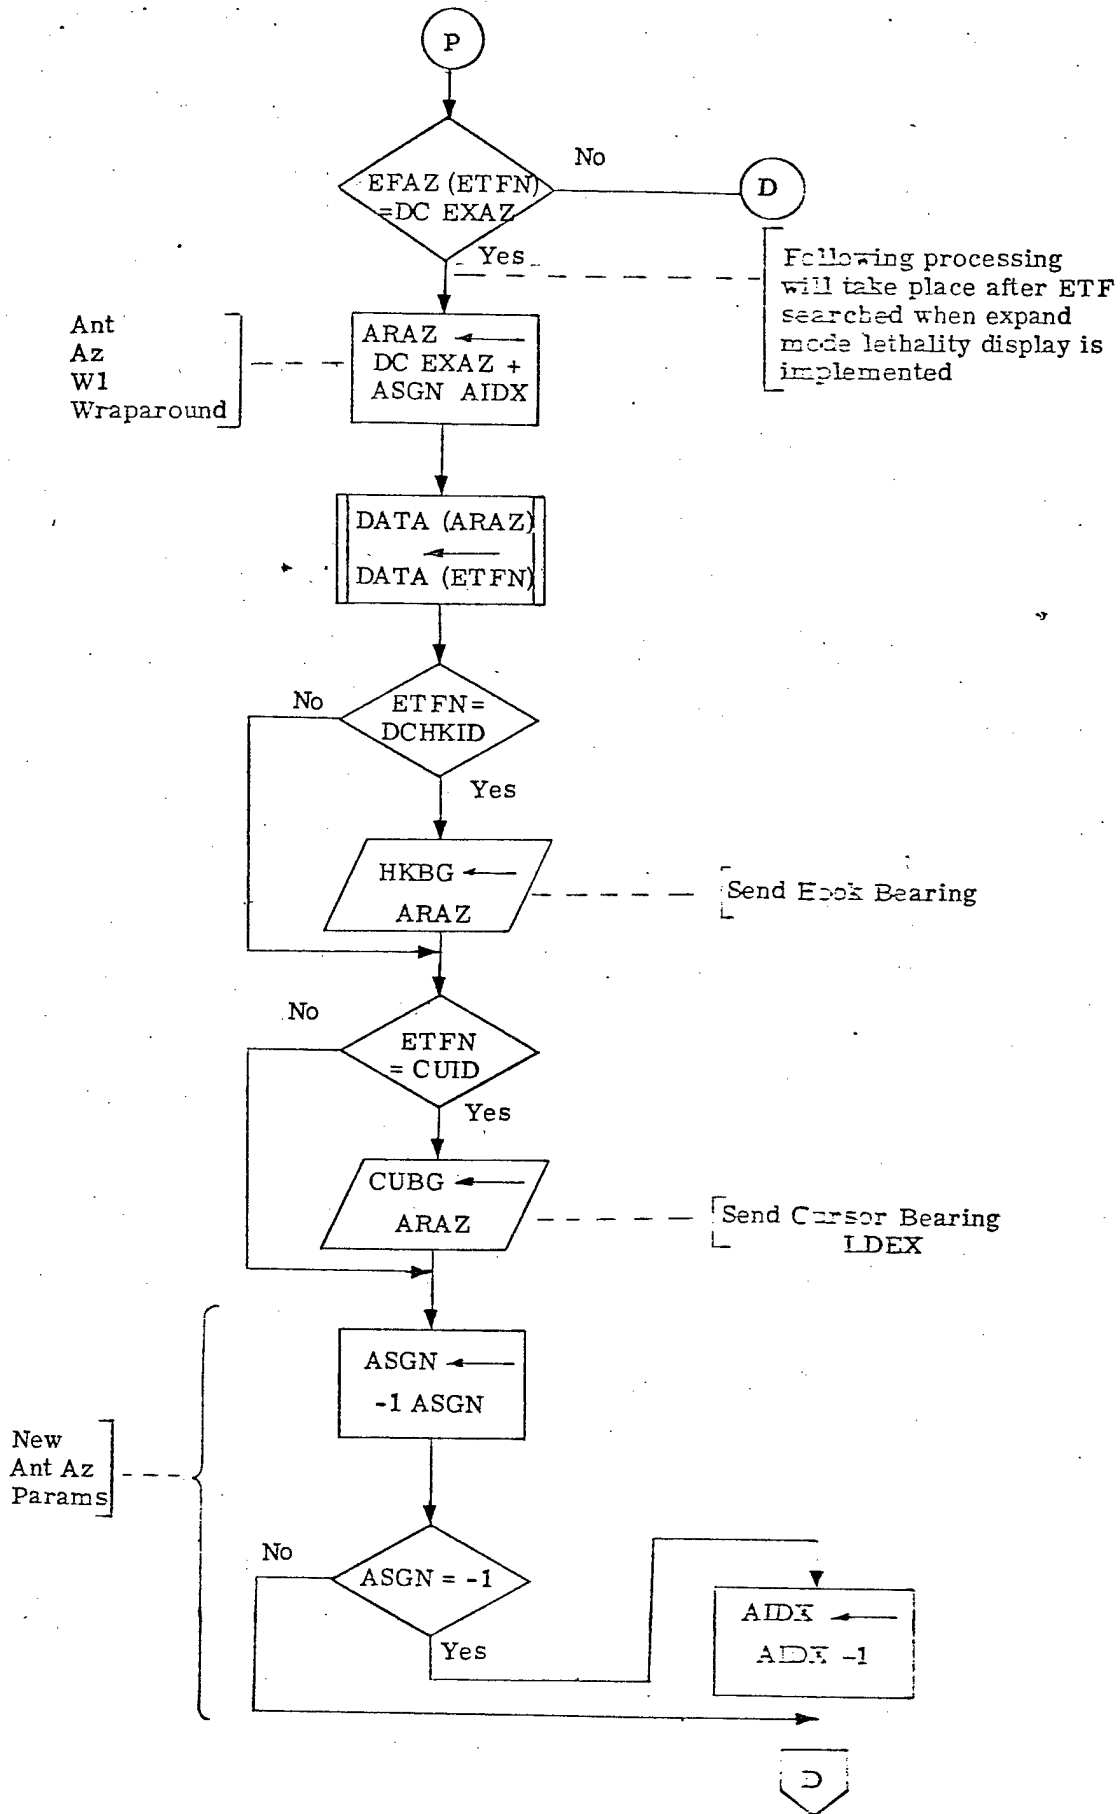 P
EFAZ (ETFN)
=DC EXAZ
No
D
Yes
Following processing
will take place after ETF
searched when expand
mode lethality display is
implemented
Ant
Az
W1
Wraparound
ARAZ ←
DC EXAZ +
ASGN AIDX
DATA (ARAZ)
←
DATA (ETFN)
No
ETFN=
DCHKID
Yes
HKBG ←
ARAZ
Send Hook Bearing
No
ETFN
= CUID
Yes
CUBG ←
ARAZ
Send Cursor Bearing
LDEX
ASGN ←
-1 ASGN
New
Ant Az
Params
No
ASGN = -1
Yes
AIDX ←
AIDX -1
D